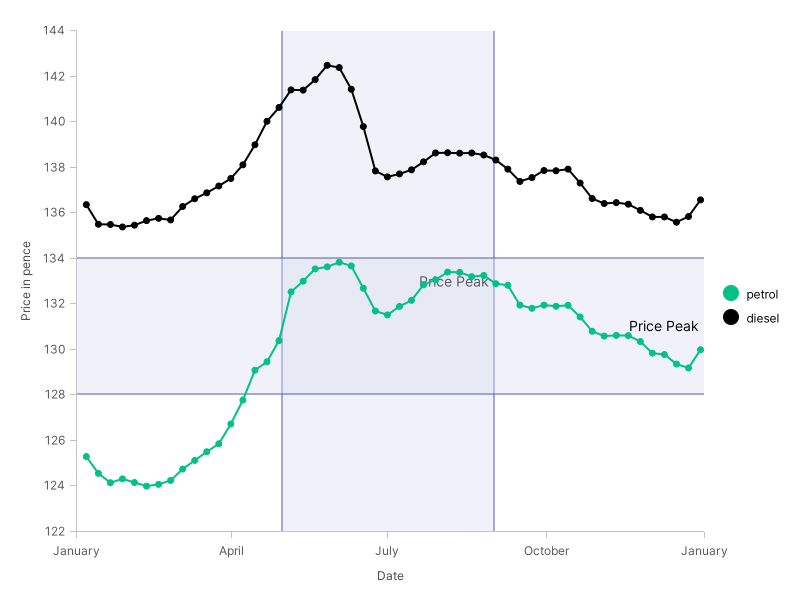 144
142
140
138
136
134
132
130
128
126
124
122
Price in pence
Price Peak
Price Peak
petrol
diesel
January
April
July
October
January
Date